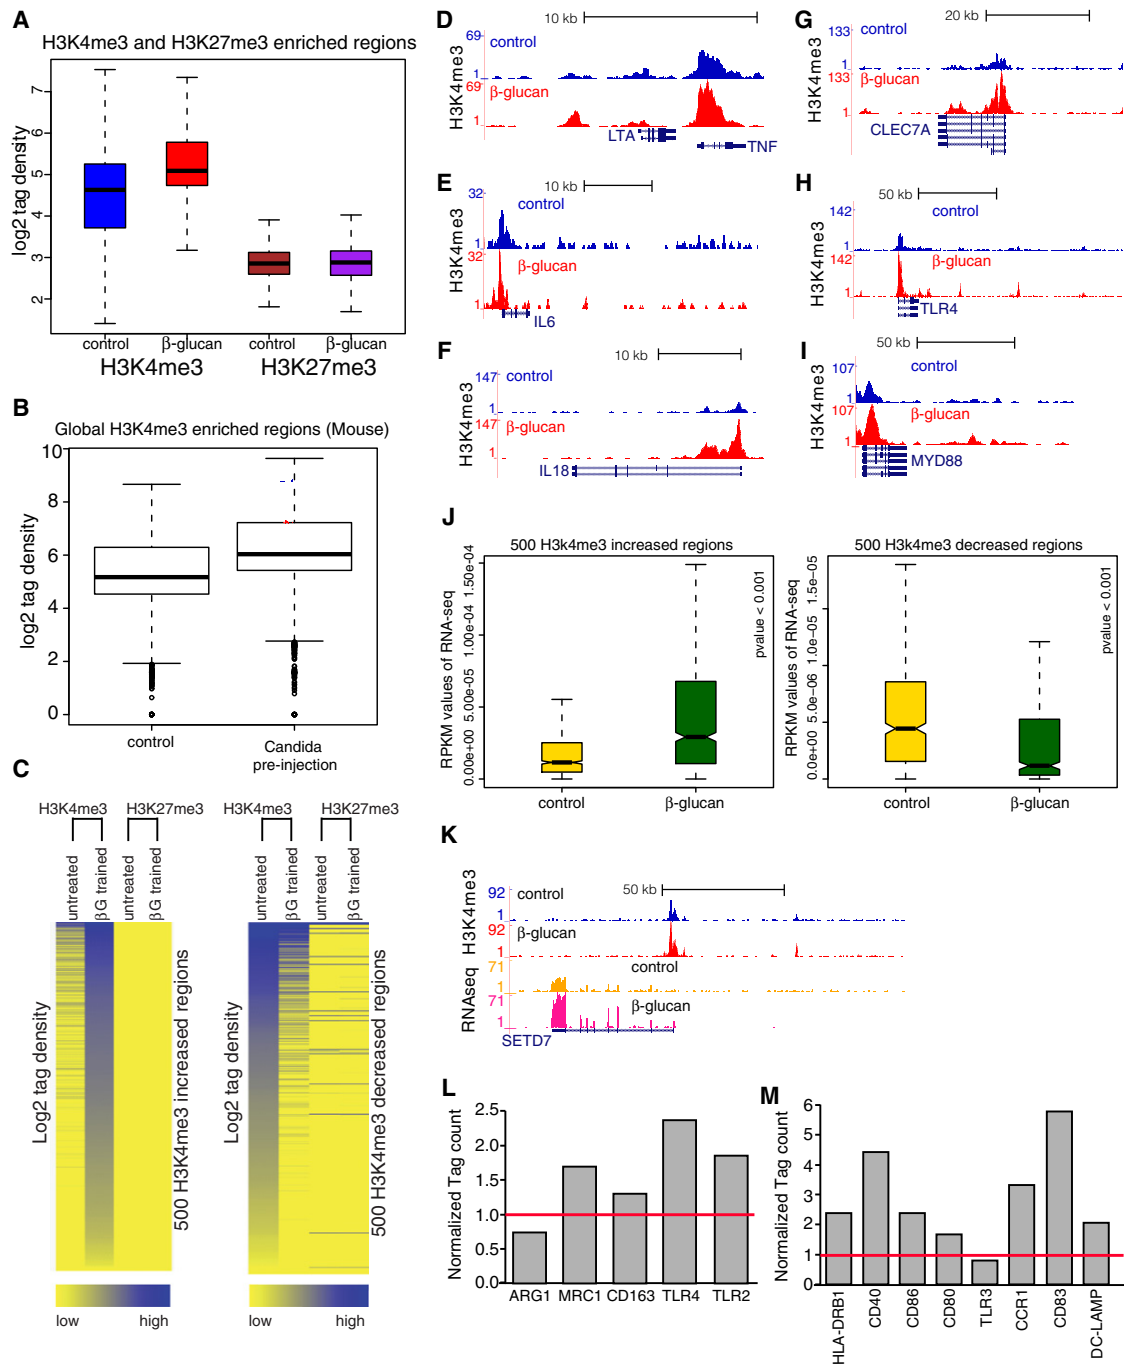 A
H3K4me3 and H3K27me3 enriched regions
log2 tag density
7
6
5
4
3
2
control
β-glucan
control
β-glucan
H3K4me3
H3K27me3
B
Global H3K4me3 enriched regions (Mouse)
log2 tag density
10
8
6
4
2
0
control
Candida
pre-injection
C
H3K4me3
H3K27me3
untreated
βG trained
untreated
βG trained
Log2 tag density
500 H3K4me3 increased regions
low
high
H3K4me3
H3K27me3
untreated
βG trained
untreated
βG trained
Log2 tag density
500 H3K4me3 decreased regions
low
high
D
10 kb
H3K4me3
69
control
1
69
β-glucan
1
LTA
TNF
E
10 kb
H3K4me3
32
control
1
32
β-glucan
1
IL6
F
10 kb
H3K4me3
147
control
1
147
β-glucan
1
IL18
G
20 kb
H3K4me3
133
control
1
133
β-glucan
1
CLEC7A
H
50 kb
H3K4me3
142
control
1
142
β-glucan
1
TLR4
I
50 kb
H3K4me3
107
control
1
107
β-glucan
1
MYD88
J
500 H3k4me3 increased regions
RPKM values of RNA-seq
0.00e+00 5.00e-05 1.00e-04 1.50e-04
pvalue < 0.001
control
β-glucan
500 H3k4me3 decreased regions
RPKM values of RNA-seq
0.0e+00 5.0e-06 1.0e-05 1.5e-05
pvalue < 0.001
control
β-glucan
K
50 kb
H3K4me3
92
control
1
92
β-glucan
1
RNAseq
71
control
1
71
β-glucan
1
SETD7
L
Normalized Tag count
2.5
2.0
1.5
1.0
0.5
0.0
ARG1
MRC1
CD163
TLR4
TLR2
M
Normalized Tag count
6
5
4
3
2
1
0
HLA-DRB1
CD40
CD86
CD80
TLR3
CCR1
CD83
DC-LAMP